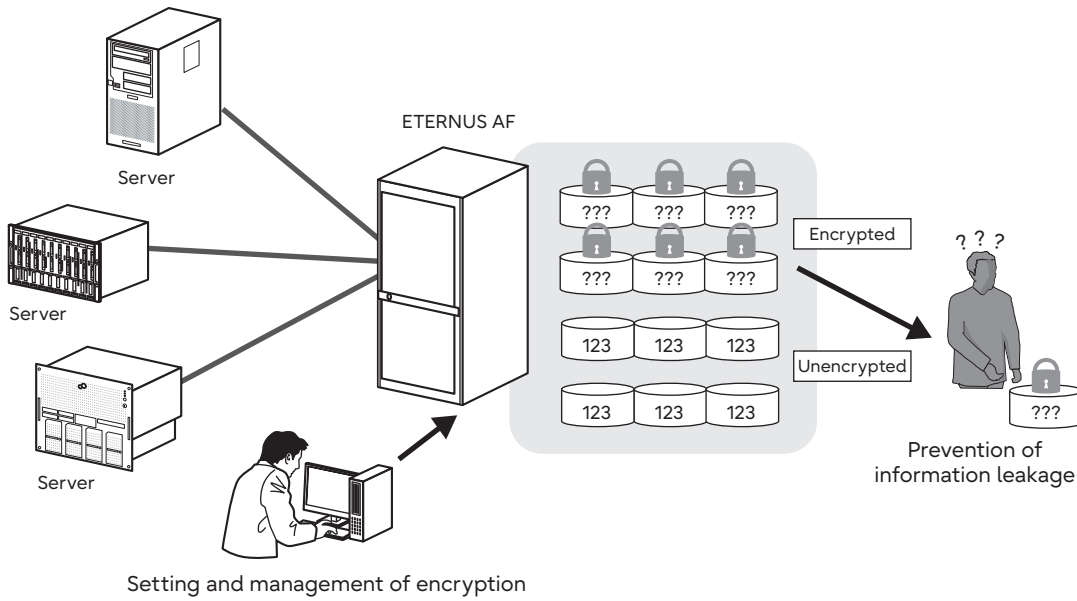 Server
ETERNUS AF
??? ??? ???
Encrypted
? ? ?
??? ??? ???
Server
123 123 123
Unencrypted
123 123 123
???
Server
Prevention of
information leakage
Setting and management of encryption